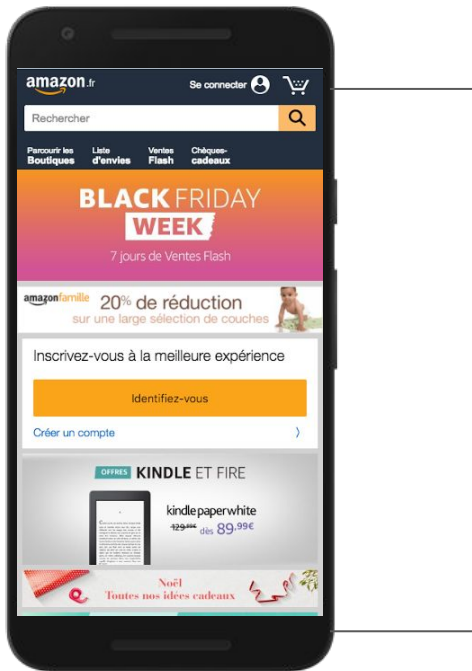 amazon.fr
Se connecter
Rechercher
Parcourir les
Boutiques
Liste
d'envies
Ventes
Flash
Chèques-
cadeaux
BLACK FRIDAY
WEEK
7 jours de Ventes Flash
amazonfamille
20% de réduction
sur une large sélection de couches
Inscrivez-vous à la meilleure expérience
Identifiez-vous
Créer un compte
OFFRES KINDLE ET FIRE
kindle paperwhite
129,99€ dès 89,99€
Noël
Toutes nos idées cadeaux